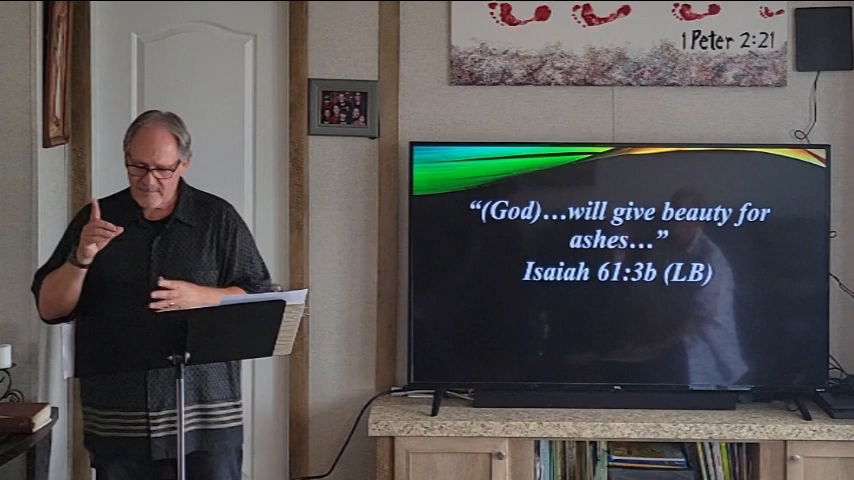 1 Peter 2:21
“(God)…will give beauty for
ashes…”
Isaiah 61:3b (LB)